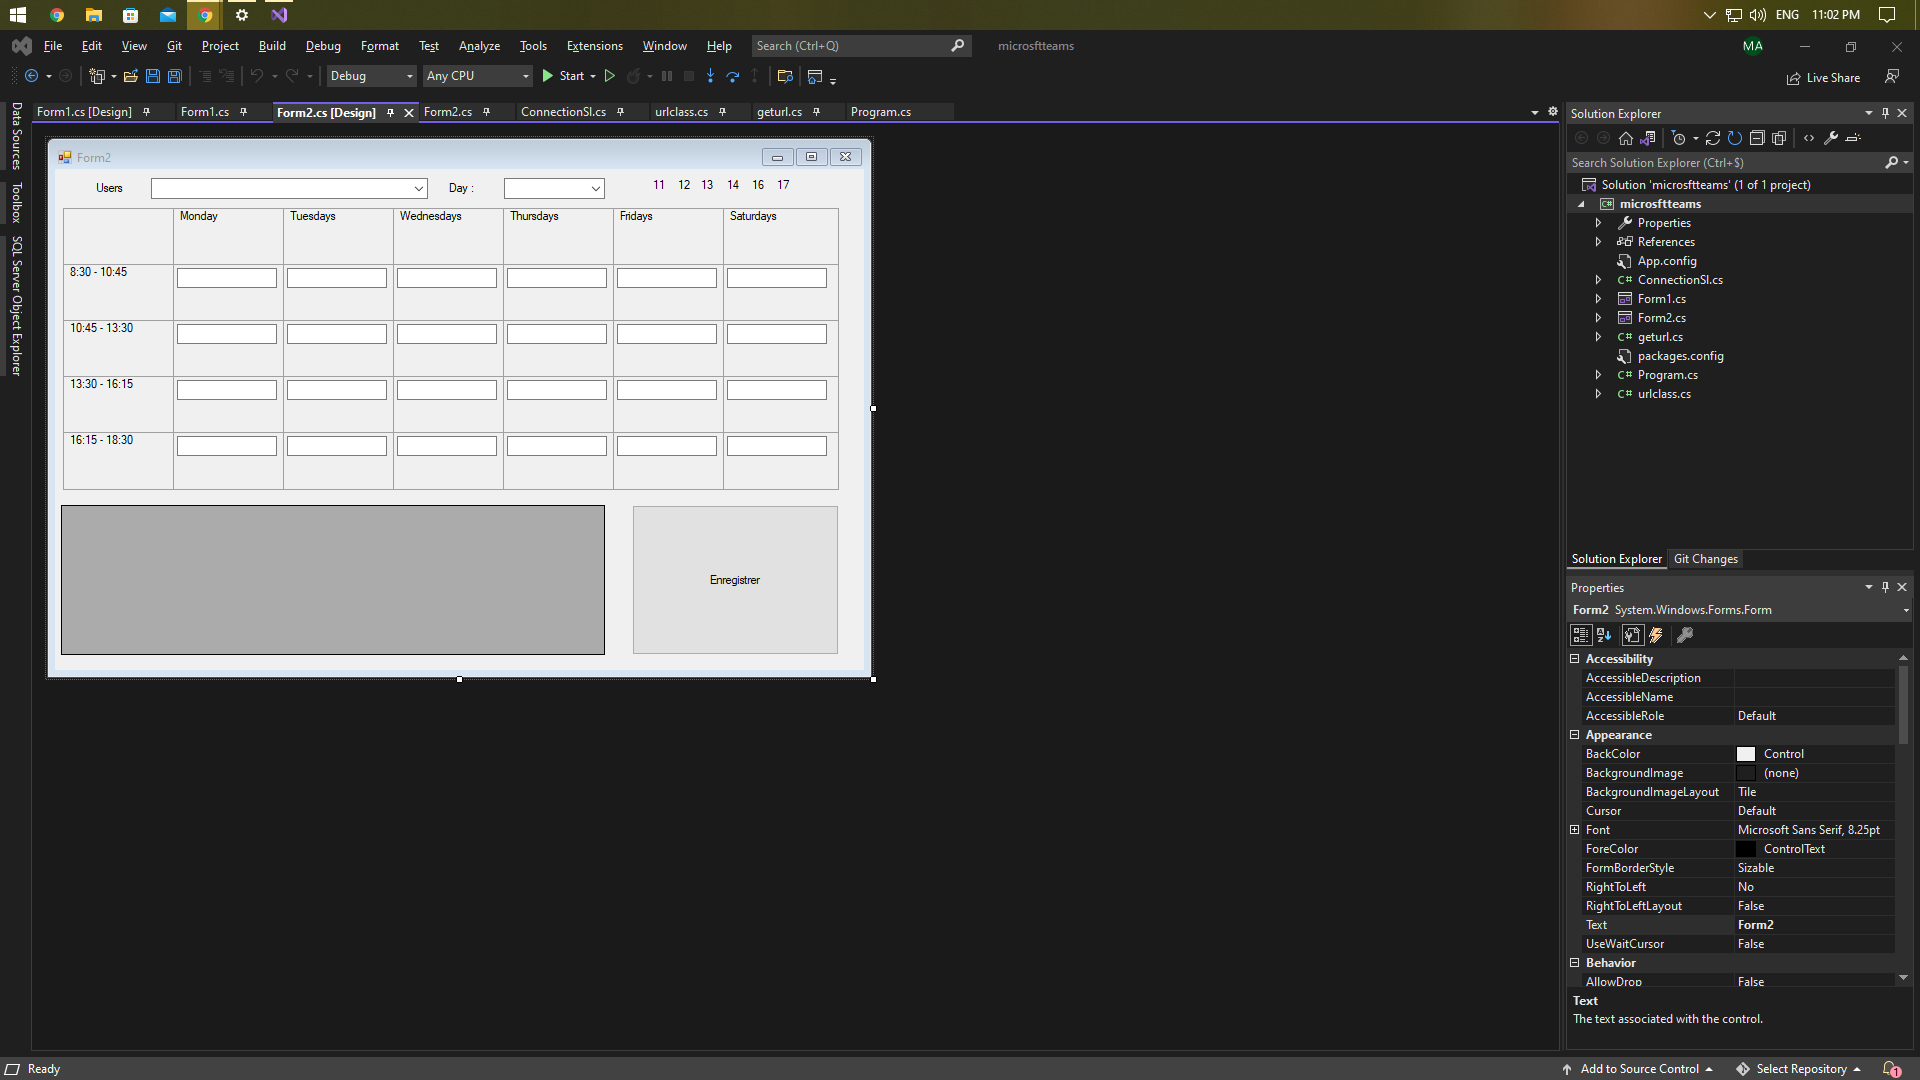 ENG 11:02 PM
File Edit View Git Project Build Debug Format Test Analyze Tools Extensions Window Help Search (Ctrl+Q) microsftteams MA
Debug Any CPU Start Live Share
Form1.cs [Design] Form1.cs Form2.cs [Design] Form2.cs ConnectionSl.cs urlclass.cs geturl.cs Program.cs
Data Sources
Toolbox
SQL Server Object Explorer
Form2
Users Day : 11 12 13 14 16 17
Monday Tuesdays Wednesdays Thursdays Fridays Saturdays
8:30 - 10:45
10:45 - 13:30
13:30 - 16:15
16:15 - 18:30
Enregistrer
Solution Explorer
Search Solution Explorer (Ctrl+$)
Solution 'microsftteams' (1 of 1 project)
C# microsftteams
Properties
References
App.config
C# ConnectionSl.cs
Form1.cs
Form2.cs
C# geturl.cs
packages.config
C# Program.cs
C# urlclass.cs
Solution Explorer Git Changes
Properties
Form2 System.Windows.Forms.Form
Accessibility
AccessibleDescription
AccessibleName
AccessibleRole Default
Appearance
BackColor Control
BackgroundImage (none)
BackgroundImageLayout Tile
Cursor Default
Font Microsoft Sans Serif, 8.25pt
ForeColor ControlText
FormBorderStyle Sizable
RightToLeft No
RightToLeftLayout False
Text Form2
UseWaitCursor False
Behavior
AllowDrop False
Text
The text associated with the control.
Ready Add to Source Control Select Repository 1